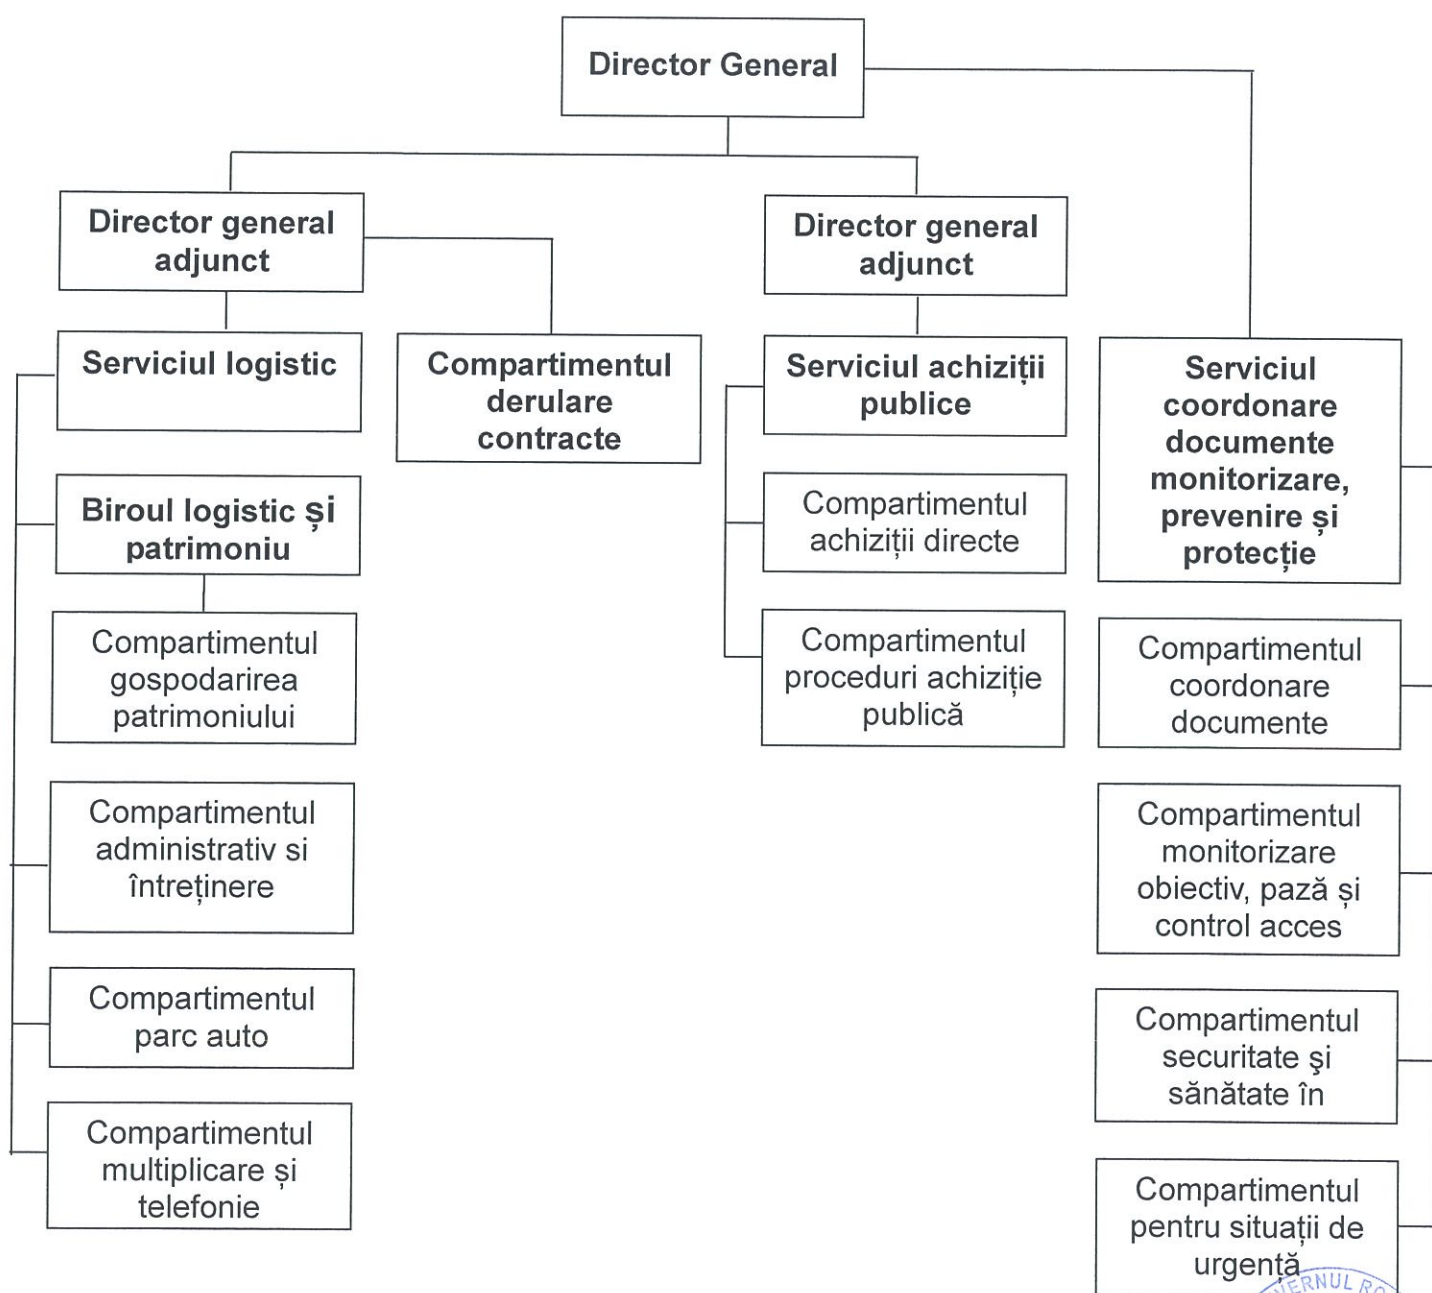 Director General
Director general
adjunct
Director general
adjunct
Serviciul logistic
Compartimentul
derulare
contracte
Serviciul achiziții
publice
Serviciul
coordonare
documente
monitorizare,
prevenire și
protecție
Biroul logistic și
patrimoniu
Compartimentul
achiziții directe
Compartimentul
gospodarirea
patrimoniului
Compartimentul
proceduri achiziție
publică
Compartimentul
coordonare
documente
Compartimentul
administrativ si
întreținere
Compartimentul
monitorizare
obiectiv, pază și
control acces
Compartimentul
parc auto
Compartimentul
securitate şi
sănătate în
Compartimentul
multiplicare și
telefonie
Compartimentul
pentru situații de
urgență